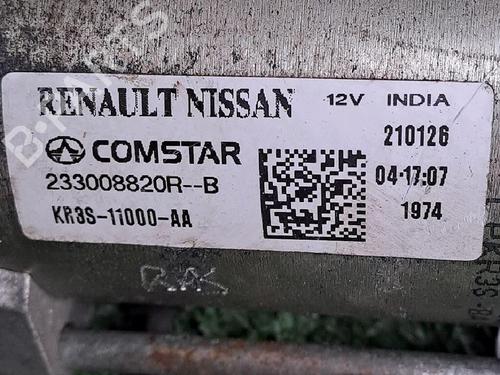 RENAULT NISSAN 12V INDIA
210126
COMSTAR
233008820R--B
04-17:07
KR3S-11000-AA
1974